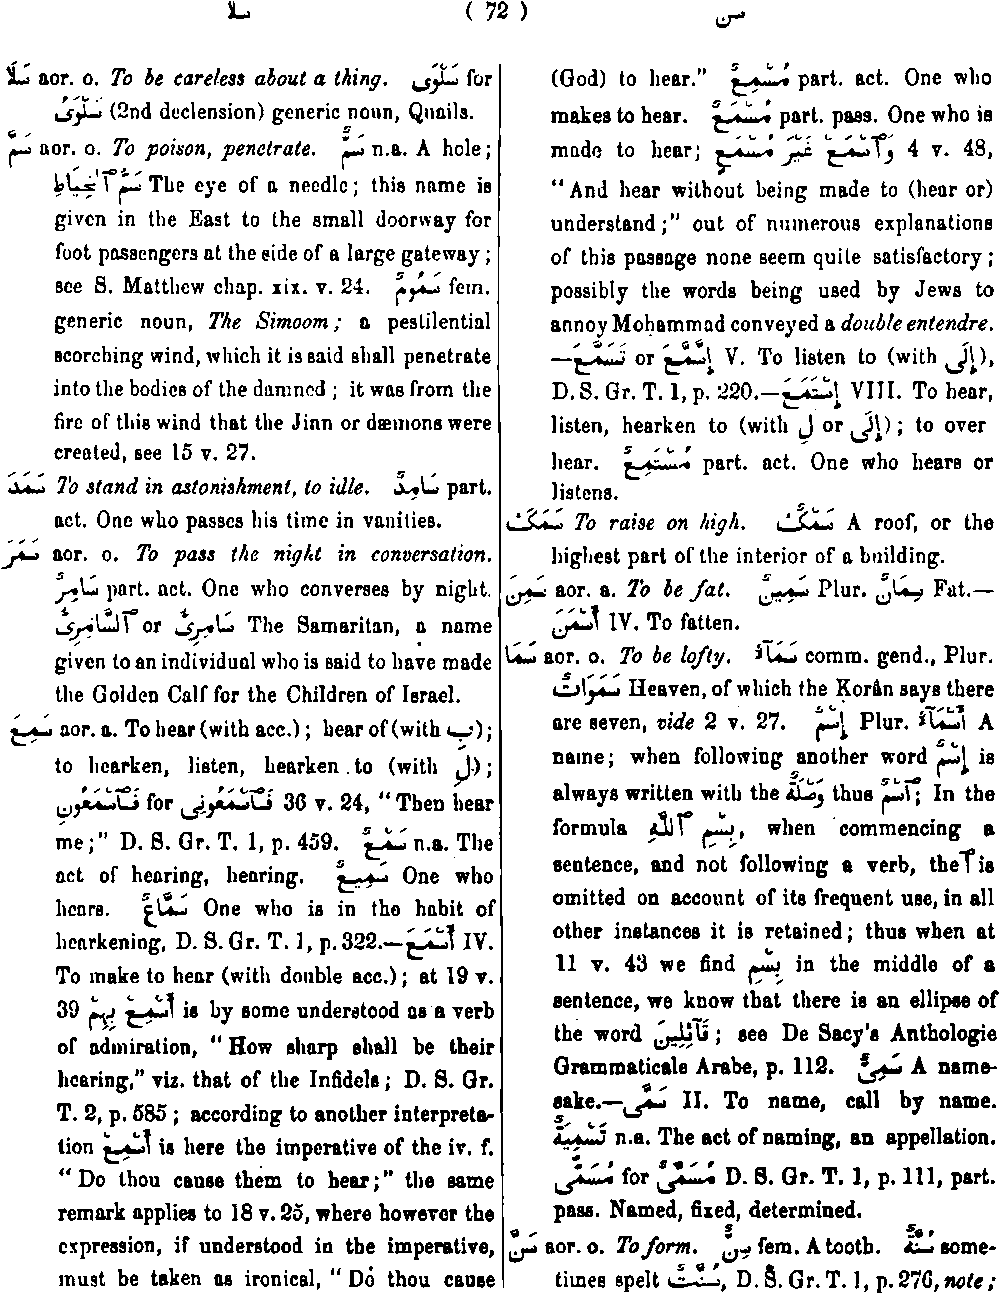 سلا ( 72 ) سن
سَلَا aor. o. To be careless about a thing. سَلْوَى for
سَلْوَىُ (2nd declension) generic noun, Quails.
سَمَّ aor. o. To poison, penetrate. سَمٌّ n.a. A hole;
سَمُّ ٱلْخِيَاطِ The eye of a needle; this name is
given in the East to the small doorway for
foot passengers at the side of a large gateway;
see S. Matthew chap. xix. v. 24. سَمُومٌ fem.
generic noun, The Simoom; a pestilential
scorching wind, which it is said shall penetrate
into the bodies of the damned; it was from the
fire of this wind that the Jinn or dæmons were
created, see 15 v. 27.
سَمَدَ To stand in astonishment, to idle. سَامِدٌ part.
act. One who passes his time in vanities.
سَمَرَ aor. o. To pass the night in conversation.
سَامِرٌ part. act. One who converses by night.
ٱلسَّامِرِىُّ or سَامِرِىٌّ The Samaritan, a name
given to an individual who is said to have made
the Golden Calf for the Children of Israel.
سَمِعَ aor. a. To hear (with acc.); hear of (with بِ);
to hearken, listen, hearken to (with لِ);
فَٱسْمَعُونِ for فَٱسْمَعُونِى 36 v. 24, "Then hear
me;" D. S. Gr. T. 1, p. 459. سَمْعٌ n.a. The
act of hearing, hearing. سَمِيعٌ One who
hears. سَمَّاعٌ One who is in the habit of
hearkening, D. S. Gr. T. 1, p. 322.—أَسْمَعَ IV.
To make to hear (with double acc.); at 19 v.
39 أَسْمِعْ بِهِمْ is by some understood as a verb
of admiration, "How sharp shall be their
hearing," viz. that of the Infidels; D. S. Gr.
T. 2, p. 585; according to another interpreta-
tion أَسْمِعْ is here the imperative of the iv. f.
"Do thou cause them to hear;" the same
remark applies to 18 v. 25, where however the
expression, if understood in the imperative,
must be taken as ironical, "Do thou cause
(God) to hear." مُسْمِعٌ part. act. One who
makes to hear. مُسْمَعٌ part. pass. One who is
made to hear; وَٱسْمَعْ غَيْرَ مُسْمَعٍ 4 v. 48,
"And hear without being made to (hear or)
understand;" out of numerous explanations
of this passage none seem quite satisfactory;
possibly the words being used by Jews to
annoy Mohammad conveyed a double entendre.
—تَسَمَّعَ or إِسَّمَّعَ V. To listen to (with إِلَى),
D. S. Gr. T. 1, p. 220.—إِسْتَمَعَ VIII. To hear,
listen, hearken to (with لِ or إِلَى); to over
hear. مُسْتَمِعٌ part. act. One who hears or
listens.
سَمَكَ To raise on high. سَمْكٌ A roof, or the
highest part of the interior of a building.
سَمِنَ aor. a. To be fat. سَمِينٌ Plur. سِمَانٌ Fat.—
أَسْمَنَ IV. To fatten.
سَمَا aor. o. To be lofty. سَمَآءٌ comm. gend., Plur.
سَمٰوَاتٌ Heaven, of which the Korân says there
are seven, vide 2 v. 27. إِسْمٌ Plur. أَسْمَآءٌ A
name; when following another word إِسْمٌ is
always written with the وَصْلَةٌ thus ٱسْمٌ; In the
formula بِسْمِ ٱللّٰهِ, when commencing a
sentence, and not following a verb, the ٱ is
omitted on account of its frequent use, in all
other instances it is retained; thus when at
11 v. 43 we find بِسْمِ in the middle of a
sentence, we know that there is an ellipse of
the word قَآئِلِينَ; see De Sacy's Anthologie
Grammaticale Arabe, p. 112. سَمِىٌّ A name-
sake.—سَمَّى II. To name, call by name.
تَسْمِيَةٌ n.a. The act of naming, an appellation.
مُسَمًّى for مُسَمَّىٌ D. S. Gr. T. 1, p. 111, part.
pass. Named, fixed, determined.
سَنَّ aor. o. To form. سِنٌّ fem. A tooth. سُنَّةٌ some-
times spelt سُنَّتٌ, D. S. Gr. T. 1, p. 276, note;